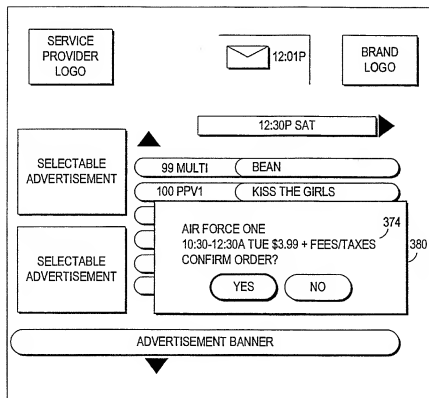 SERVICE
PROVIDER
LOGO
12:01P
BRAND
LOGO
12:30P SAT
SELECTABLE
ADVERTISEMENT
99 MULTI BEAN
100 PPV1 KISS THE GIRLS
AIR FORCE ONE
374
10:30-12:30A TUE $3.99 + FEES/TAXES
CONFIRM ORDER?
380
YES NO
SELECTABLE
ADVERTISEMENT
ADVERTISEMENT BANNER